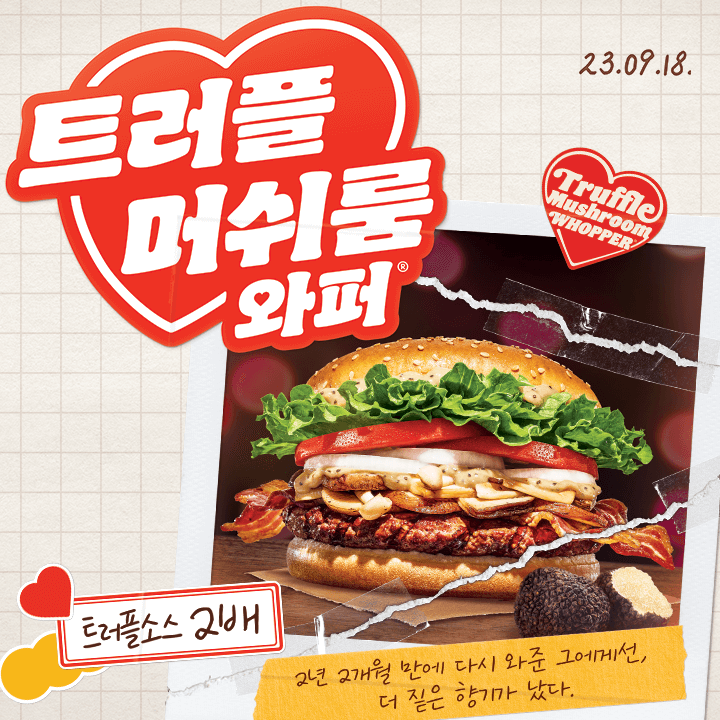 23.09.18.
트러플
머쉬룸
와퍼®
Truffle
Mushroom
WHOPPER
트러플소스 2배
2년 2개월 만에 다시 와준 그에게선,
더 짙은 향기가 났다.